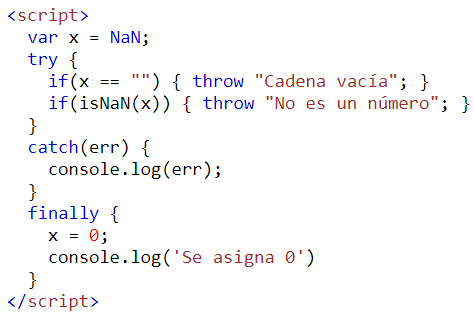 <script>
  var x = NaN;
  try {
    if(x == "") { throw "Cadena vacía"; }
    if(isNaN(x)) { throw "No es un número"; }
  }
  catch(err) {
    console.log(err);
  }
  finally {
    x = 0;
    console.log('Se asigna 0')
  }
</script>